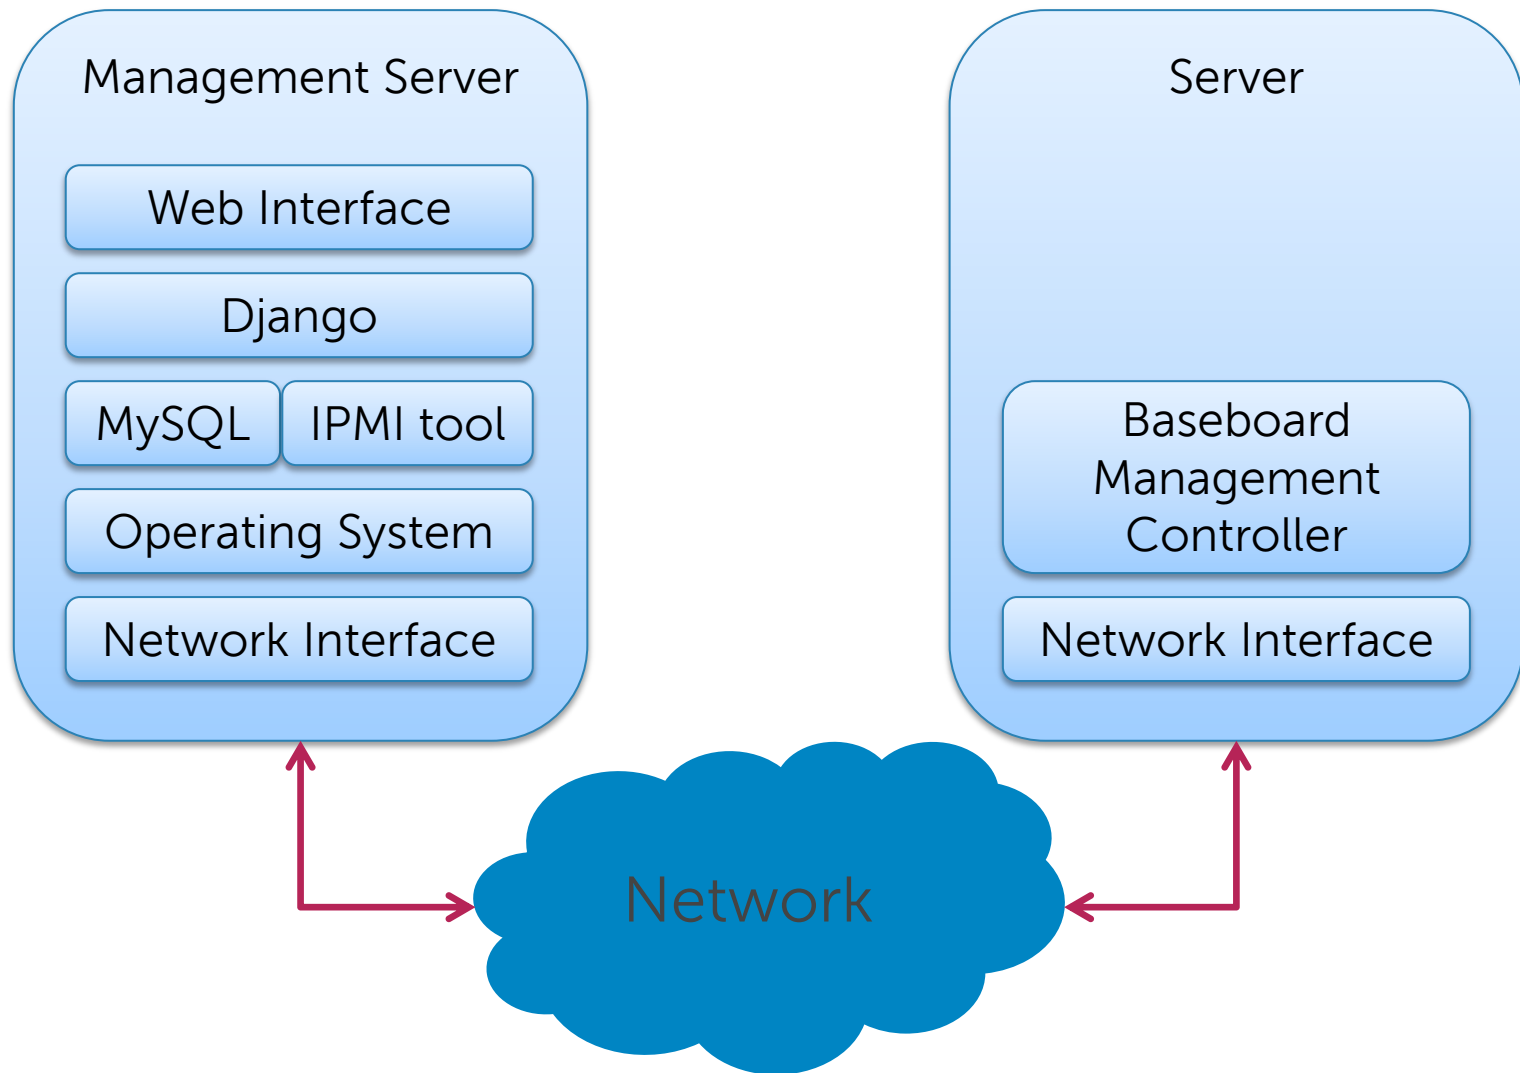 Management Server
Web Interface
Django
MySQL
IPMI tool
Operating System
Network Interface
Server
Baseboard
Management
Controller
Network Interface
Network